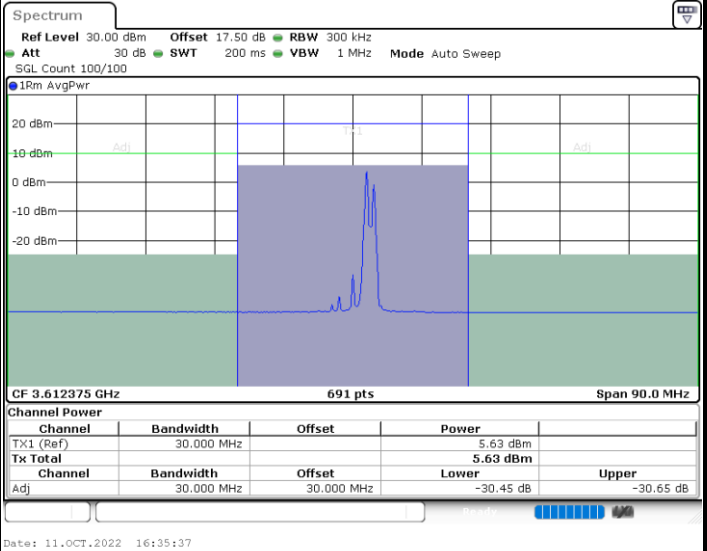 Spectrum
Ref Level 30.00 dBm Offset 17.50 dB RBW 300 kHz
Att 30 dB SWT 200 ms VBW 1 MHz Mode Auto Sweep
SGL Count 100/100
1Rm AvgPwr
20 dBm
TX1
Adj Adj
10 dBm
0 dBm
-10 dBm
-20 dBm
CF 3.612375 GHz 691 pts Span 90.0 MHz
Channel Power
Channel Bandwidth Offset Power
TX1 (Ref) 30.000 MHz 5.63 dBm
Tx Total 5.63 dBm
Channel Bandwidth Offset Lower Upper
Adj 30.000 MHz 30.000 MHz -30.45 dB -30.65 dB
Ready
Date: 11.OCT.2022 16:35:37